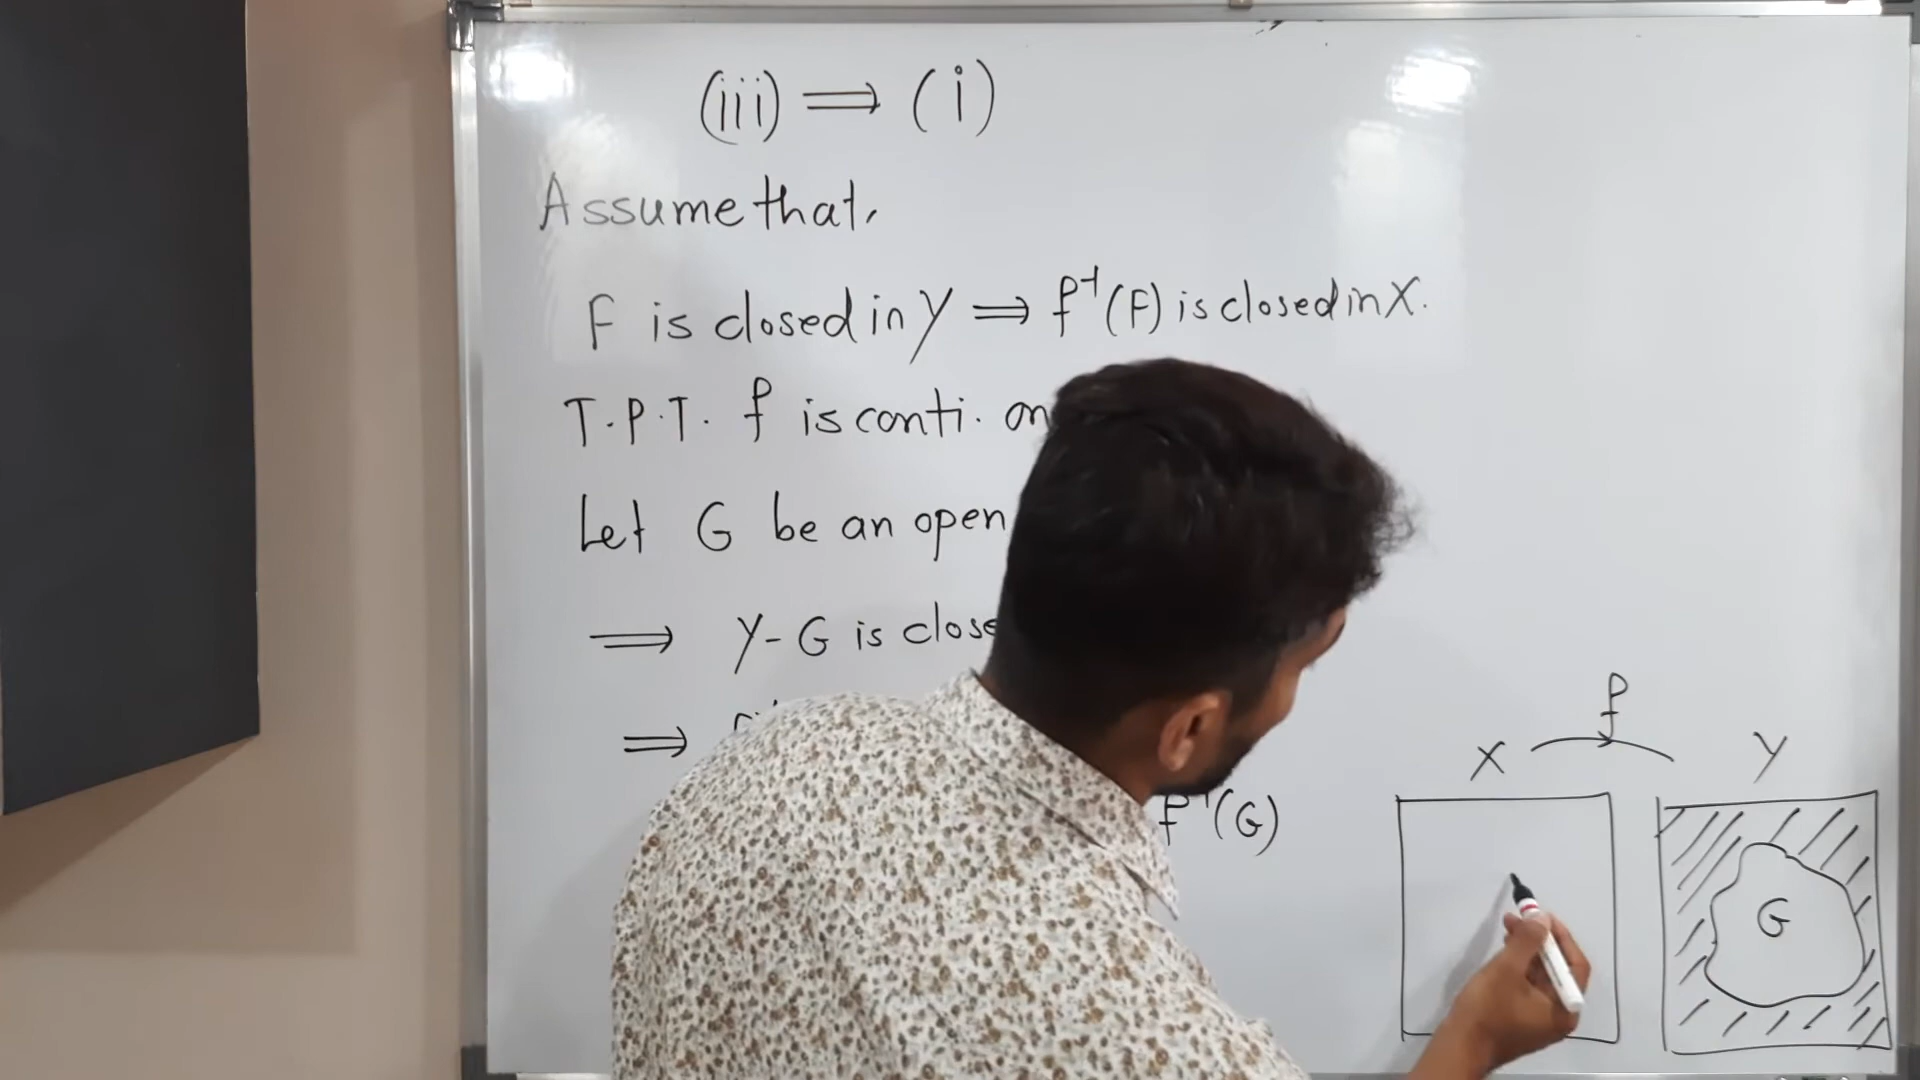 (iii) ⟹ (i)
Assume that,
F is closed in Y ⟹ f⁻¹(F) is closed in X.
T.P.T. f is conti. on
Let G be an open
⟹ Y-G is close
⟹
f⁻¹(G)
f
X Y
G